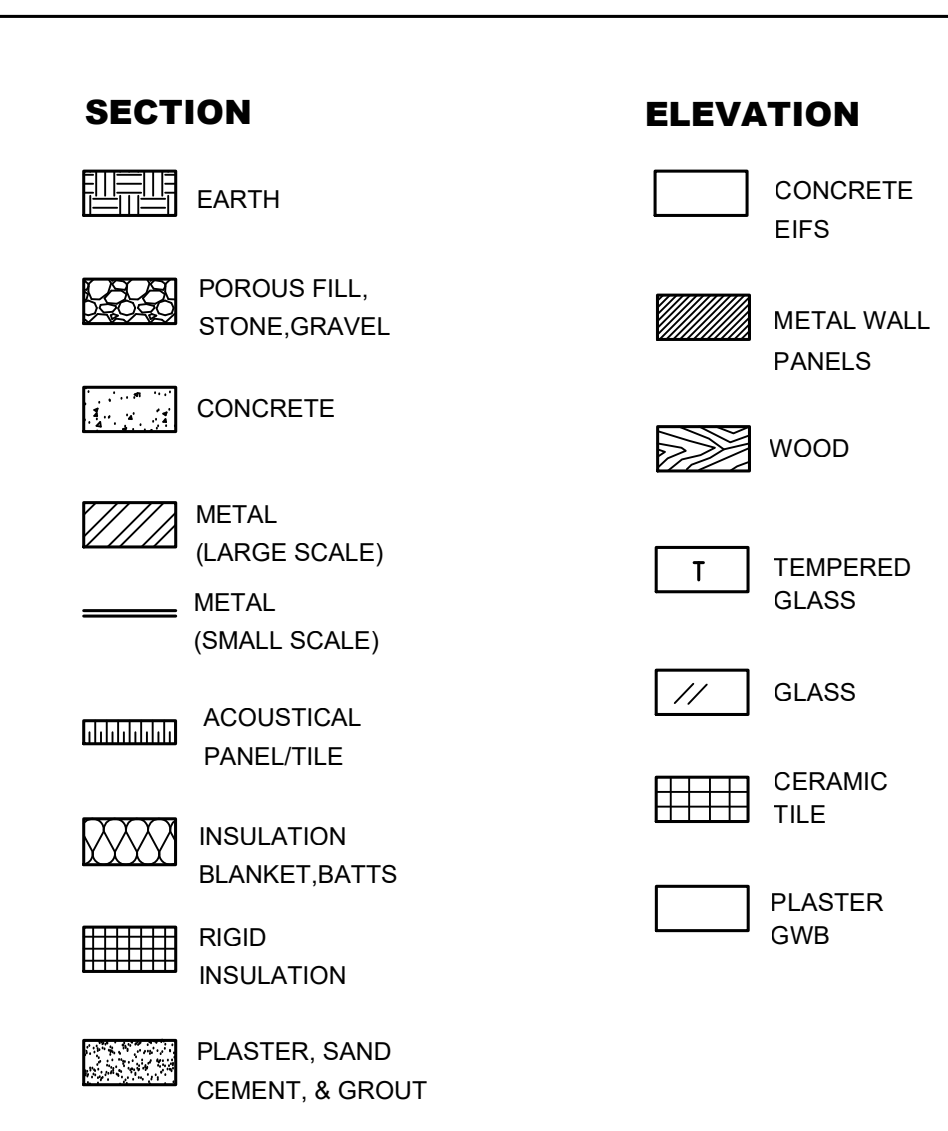 SECTION
EARTH
POROUS FILL,
STONE,GRAVEL
CONCRETE
METAL
(LARGE SCALE)
METAL
(SMALL SCALE)
ACOUSTICAL
PANEL/TILE
INSULATION
BLANKET,BATTS
RIGID
INSULATION
PLASTER, SAND
CEMENT, & GROUT
ELEVATION
CONCRETE
EIFS
METAL WALL
PANELS
WOOD
T
TEMPERED
GLASS
GLASS
CERAMIC
TILE
PLASTER
GWB